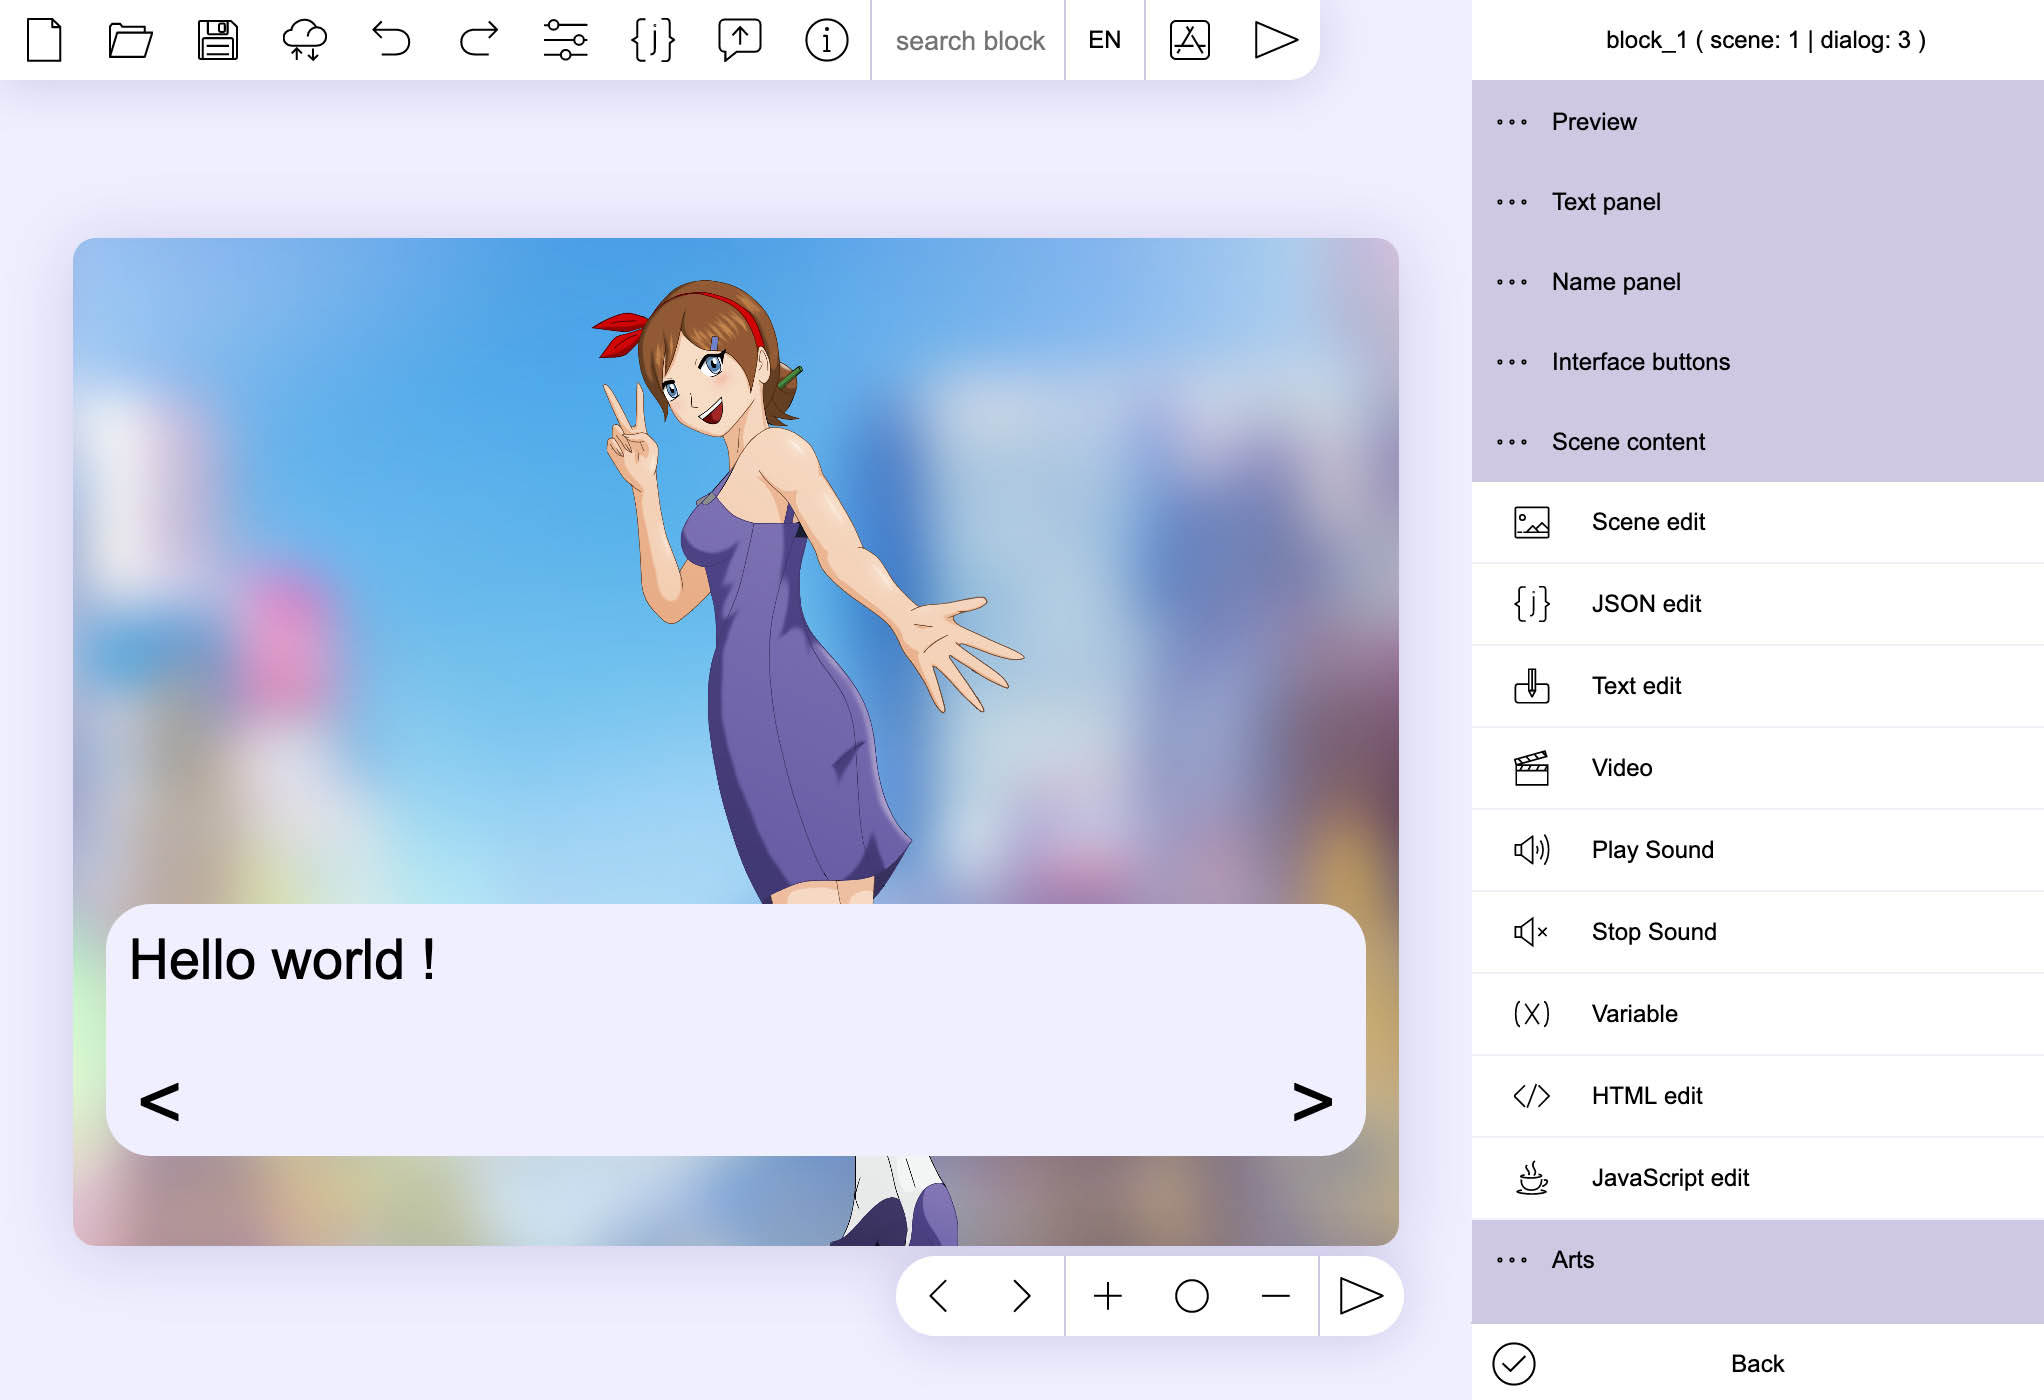 search block
EN
block_1 ( scene: 1 | dialog: 3 )
Preview
Text panel
Name panel
Interface buttons
Scene content
Scene edit
{j} JSON edit
Text edit
Video
Play Sound
Stop Sound
(X) Variable
</> HTML edit
JavaScript edit
Arts
Back
Hello world !
< >